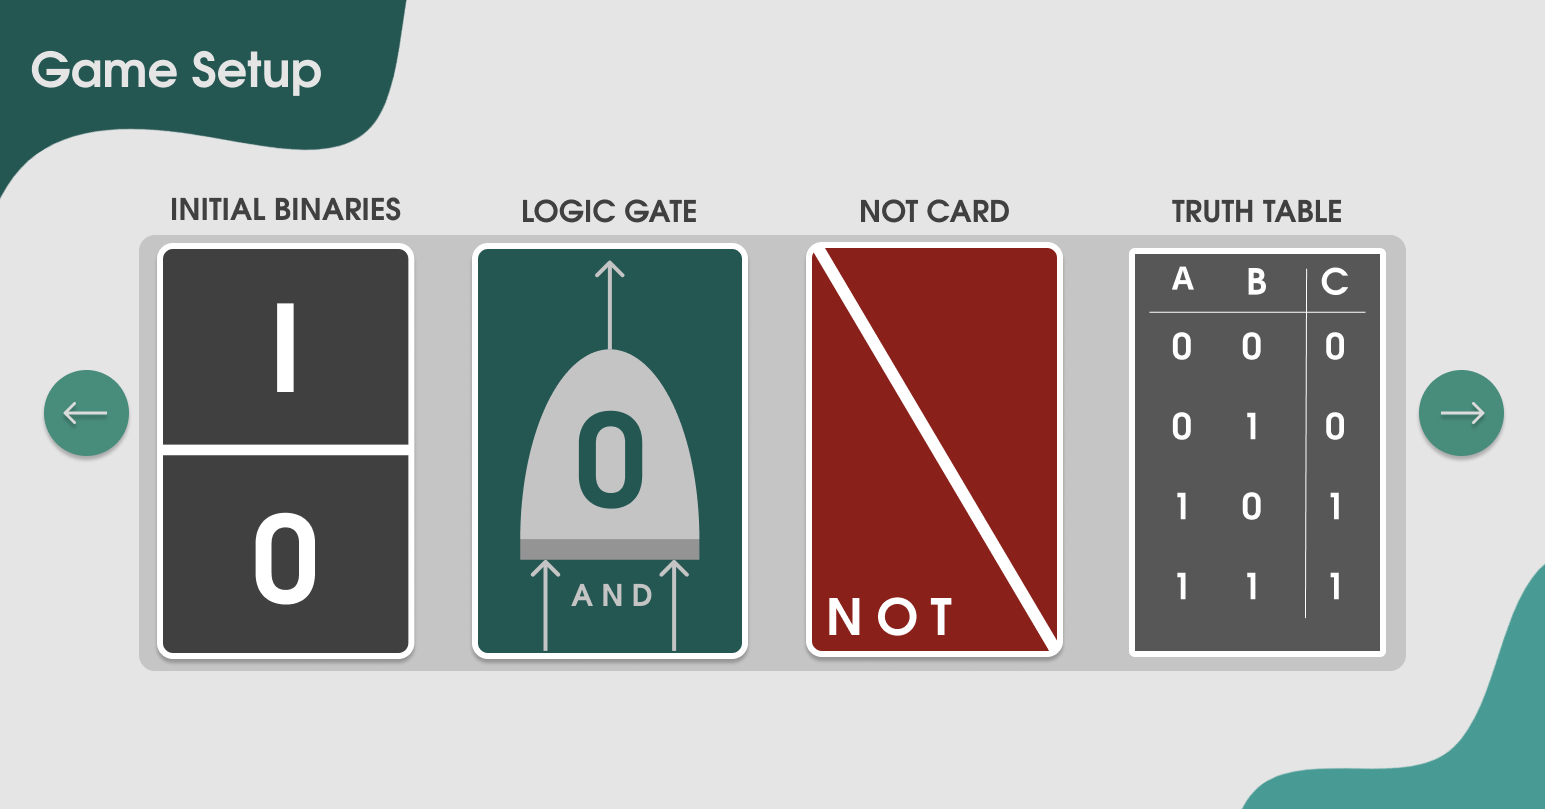 Game Setup
INITIAL BINARIES
LOGIC GATE
NOT CARD
TRUTH TABLE
1
0
0
AND
NOT
A B C
0 0 0
0 1 0
1 0 1
1 1 1